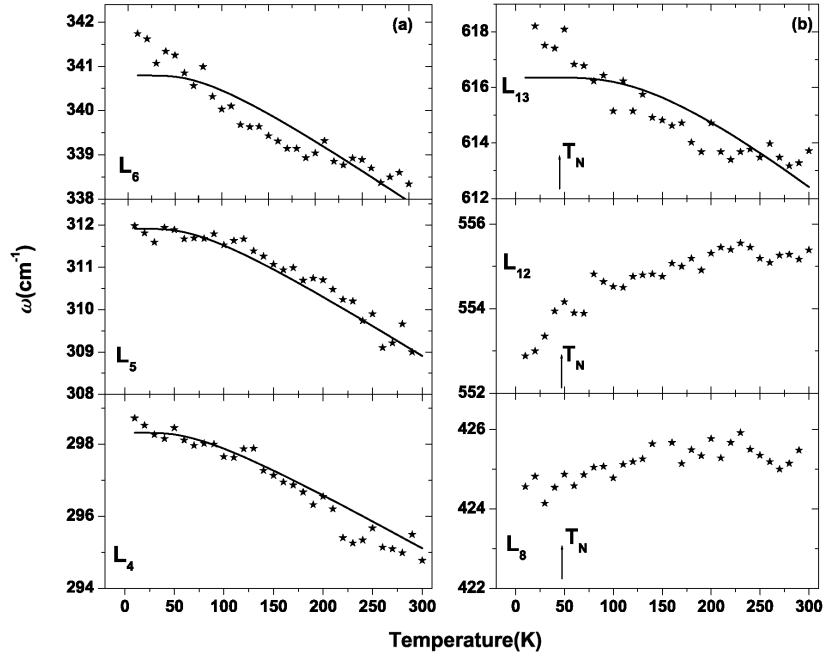 (a)
342
341
340
339
338
L6
312
311
310
309
308
L5
298
296
294
L4
0 50 100 150 200 250 300
ω(cm-1)
(b)
618
616
614
612
L13
TN
556
554
552
L12
TN
426
424
422
L8
TN
0 50 100 150 200 250 300
Temperature(K)